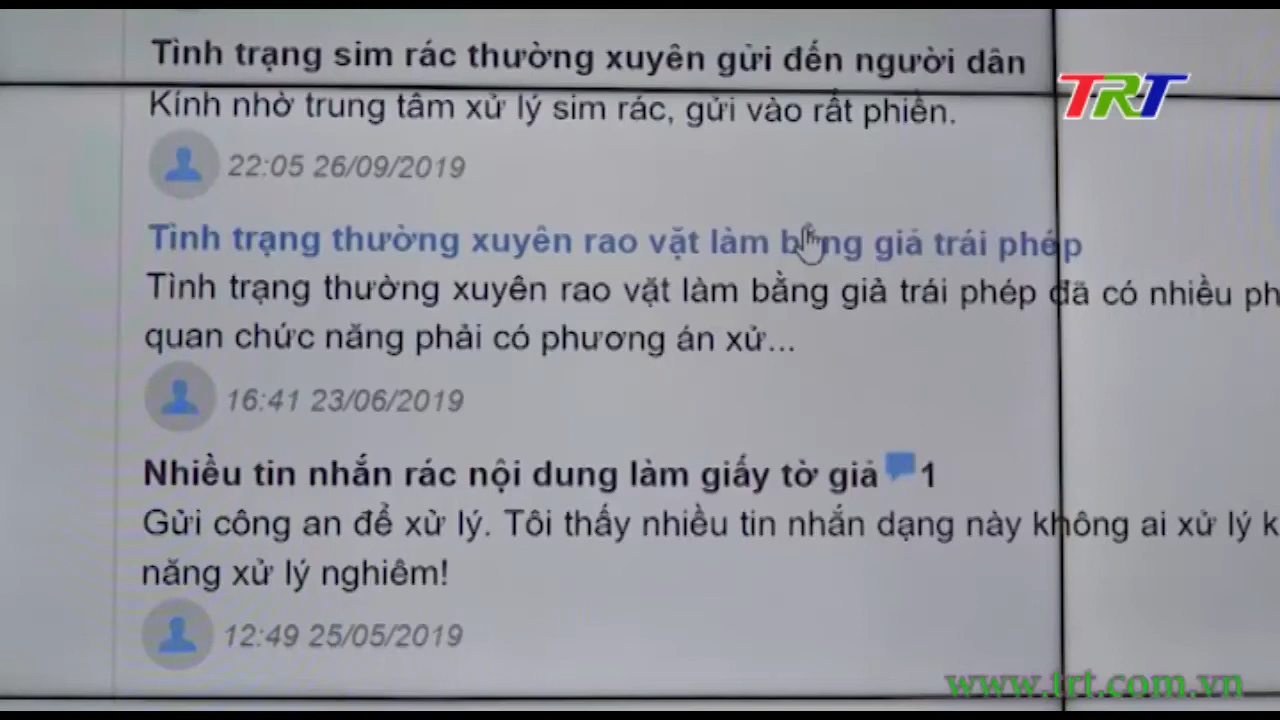 Tình trạng sim rác thường xuyên gửi đến người dân
TRT
Kính nhờ trung tâm xử lý sim rác, gửi vào rất phiền.
22:05 26/09/2019
Tình trạng thường xuyên rao vặt làm bằng giả trái phép
Tình trạng thường xuyên rao vặt làm bằng giả trái phép đã có nhiều ph
quan chức năng phải có phương án xử...
16:41 23/06/2019
Nhiều tin nhắn rác nội dung làm giấy tờ giả 1
Gửi công an để xử lý. Tôi thấy nhiều tin nhắn dạng này không ai xử lý k
năng xử lý nghiêm!
12:49 25/05/2019
www.trt.com.vn